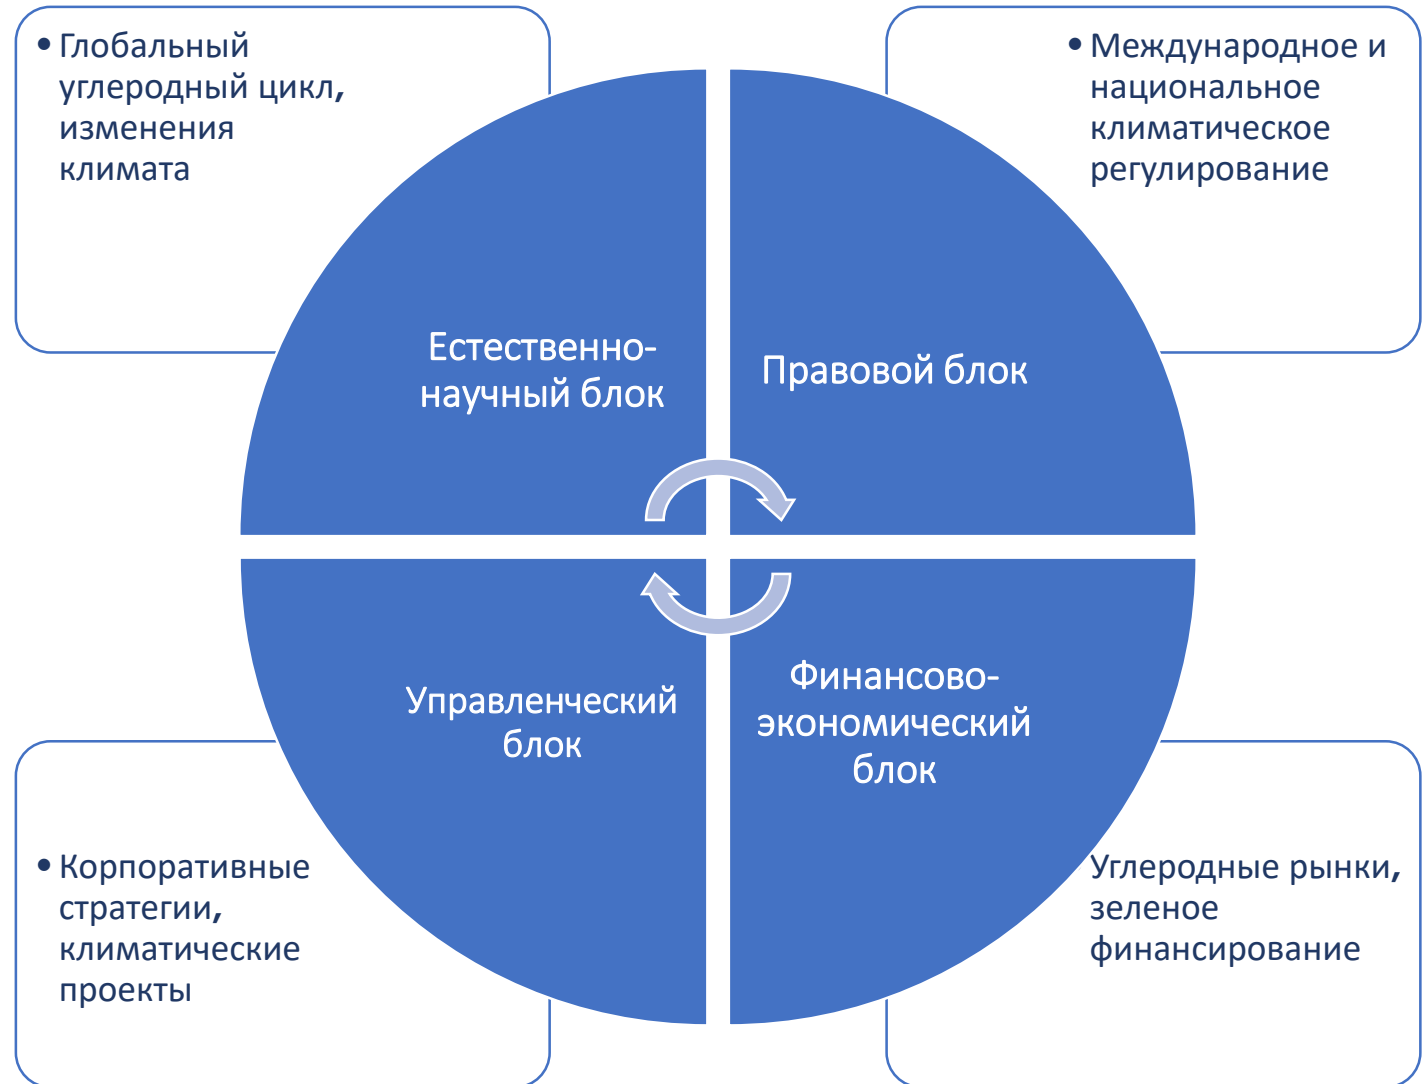 • Глобальный
углеродный цикл,
изменения
климата
• Международное и
национальное
климатическое
регулирование
Естественно-
научный блок
Правовой блок
Управленческий
блок
Финансово-
экономический
блок
• Корпоративные
стратегии,
климатические
проекты
Углеродные рынки,
зеленое
финансирование